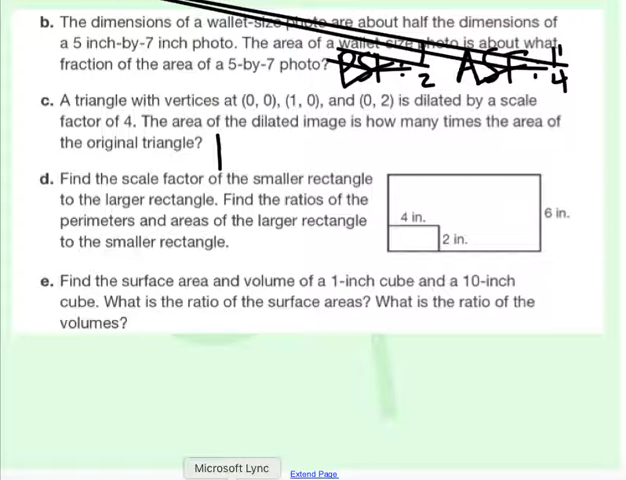 b. The dimensions of a wallet-size photo are about half the dimensions of
a 5 inch-by-7 inch photo. The area of a wallet-size photo is about what
fraction of the area of a 5-by-7 photo?
PSF: 1/2 ASF: 1/4
c. A triangle with vertices at (0, 0), (1, 0), and (0, 2) is dilated by a scale
factor of 4. The area of the dilated image is how many times the area of
the original triangle?
d. Find the scale factor of the smaller rectangle
to the larger rectangle. Find the ratios of the
perimeters and areas of the larger rectangle
to the smaller rectangle.
4 in.
6 in.
2 in.
e. Find the surface area and volume of a 1-inch cube and a 10-inch
cube. What is the ratio of the surface areas? What is the ratio of the
volumes?
Microsoft Lync
Extend Page